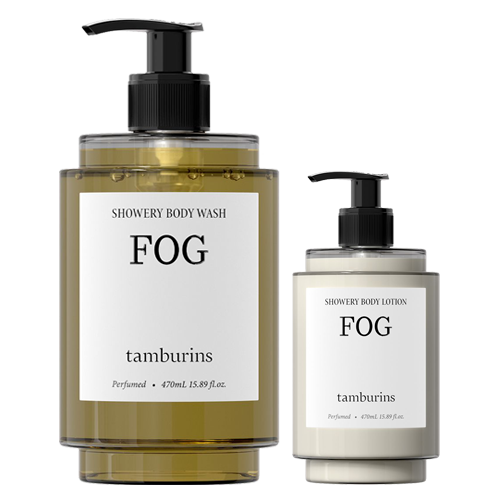 SHOWERY BODY WASH
FOG
tamburins
Perfumed • 470mL 15.89 fl.oz.
SHOWERY BODY LOTION
FOG
tamburins
Perfumed • 470mL 15.89 fl.oz.